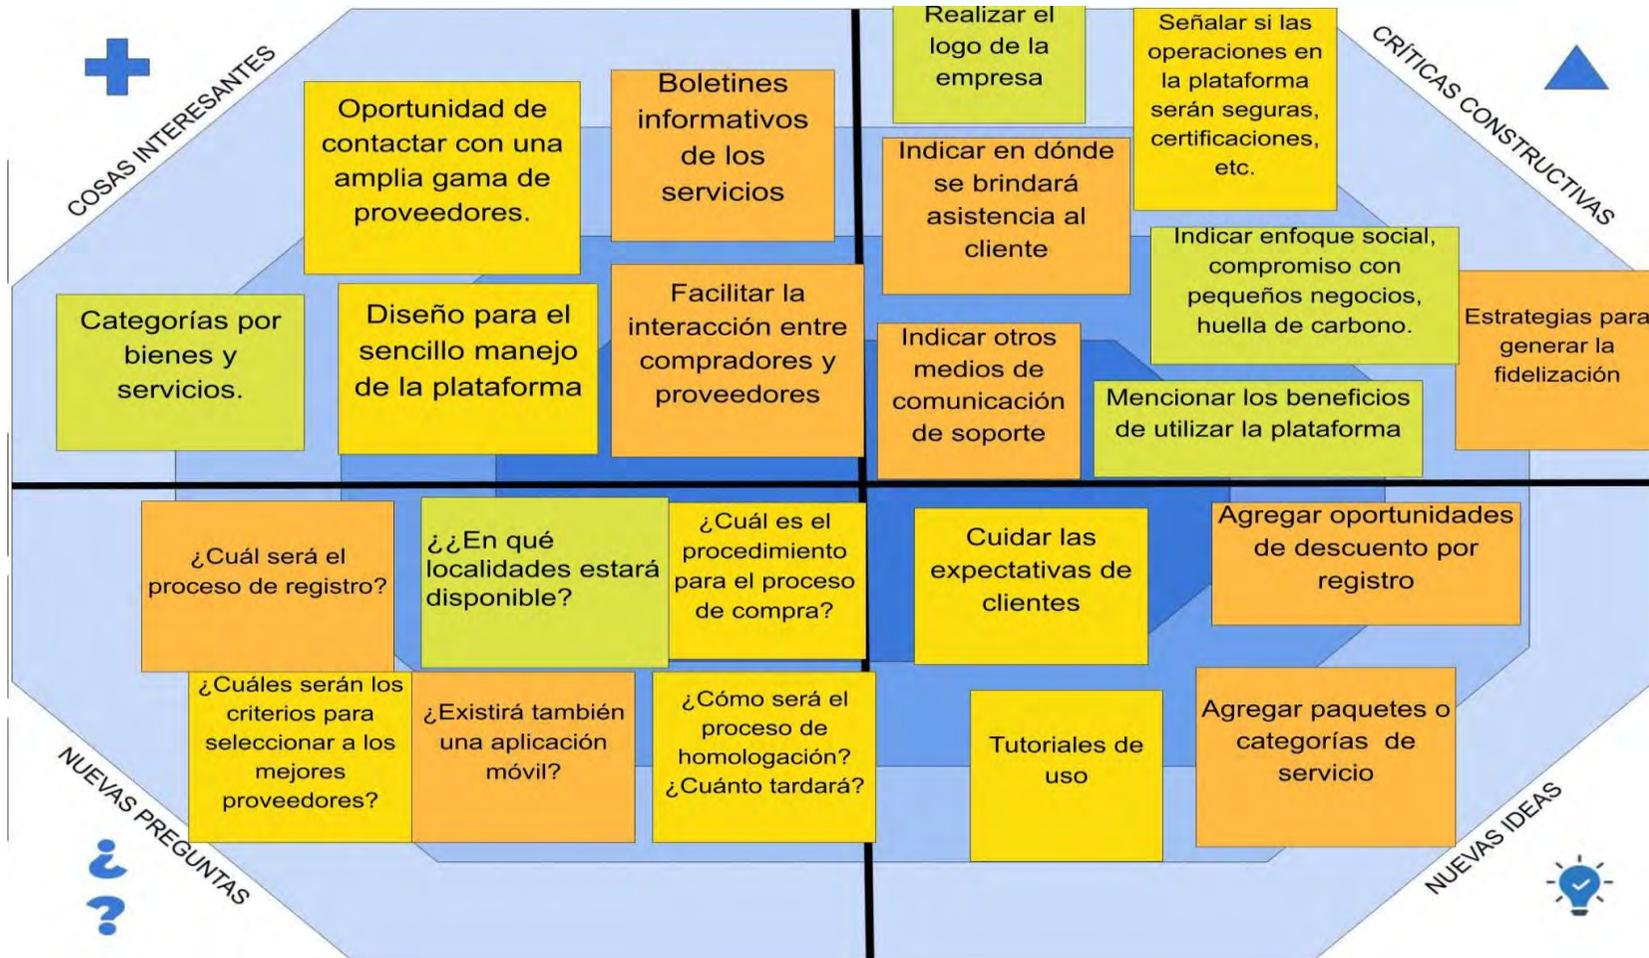 COSAS INTERESANTES
Oportunidad de
contactar con una
amplia gama de
proveedores.
Boletines
informativos
de los
servicios
Categorías por
bienes y
servicios.
Diseño para el
sencillo manejo
de la plataforma
Facilitar la
interacción entre
compradores y
proveedores
CRÍTICAS CONSTRUCTIVAS
Realizar el
logo de la
empresa
Señalar si las
operaciones en
la plataforma
serán seguras,
certificaciones,
etc.
Indicar en dónde
se brindará
asistencia al
cliente
Indicar enfoque social,
compromiso con
pequeños negocios,
huella de carbono.
Estrategias para
generar la
fidelización
Indicar otros
medios de
comunicación
de soporte
Mencionar los beneficios
de utilizar la plataforma
NUEVAS PREGUNTAS
¿Cuál será el
proceso de registro?
¿¿En qué
localidades estará
disponible?
¿Cuál es el
procedimiento
para el proceso
de compra?
¿Cuáles serán los
criterios para
seleccionar a los
mejores
proveedores?
¿Existirá también
una aplicación
móvil?
¿Cómo será el
proceso de
homologación?
¿Cuánto tardará?
¿
?
NUEVAS IDEAS
Cuidar las
expectativas de
clientes
Agregar oportunidades
de descuento por
registro
Tutoriales de
uso
Agregar paquetes o
categorías de
servicio